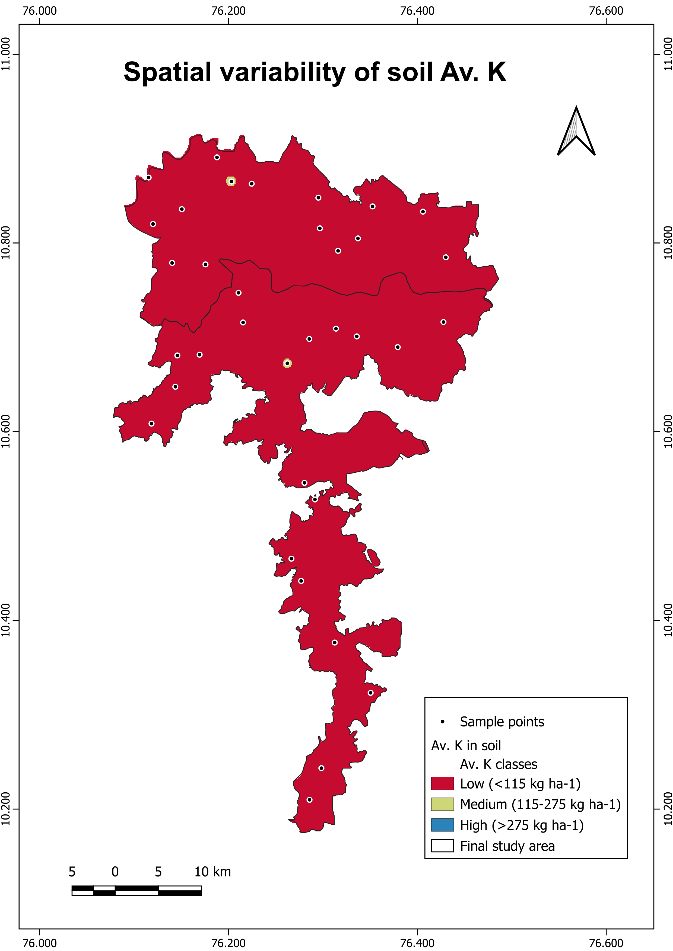 76.000 76.200 76.400 76.600
11.000 11.000
Spatial variability of soil Av. K
10.800 10.800
10.600 10.600
10.400 10.400
Sample points
Av. K in soil
Av. K classes
Low (<115 kg ha-1)
Medium (115-275 kg ha-1)
High (>275 kg ha-1)
Final study area
10.200 10.200
5 0 5 10 km
76.000 76.200 76.400 76.600